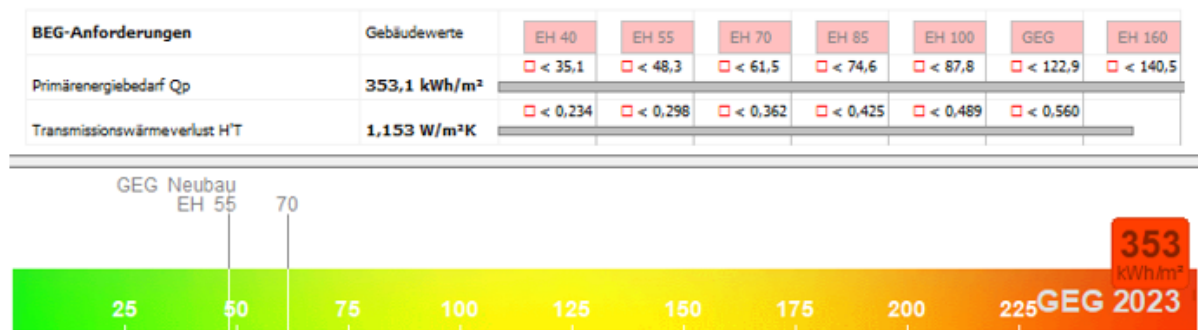 BEG-Anforderungen Gebäudewerte EH 40 EH 55 EH 70 EH 85 EH 100 GEG EH 160
< 35,1 < 48,3 < 61,5 < 74,6 < 87,8 < 122,9 < 140,5
Primärenergiebedarf Qp 353,1 kWh/m²
< 0,234 < 0,298 < 0,362 < 0,425 < 0,489 < 0,560
Transmissionswärmeverlust H'T 1,153 W/m²K
GEG Neubau
EH 55 70
353
kWh/m²
25 50 75 100 125 150 175 200 225 GEG 2023